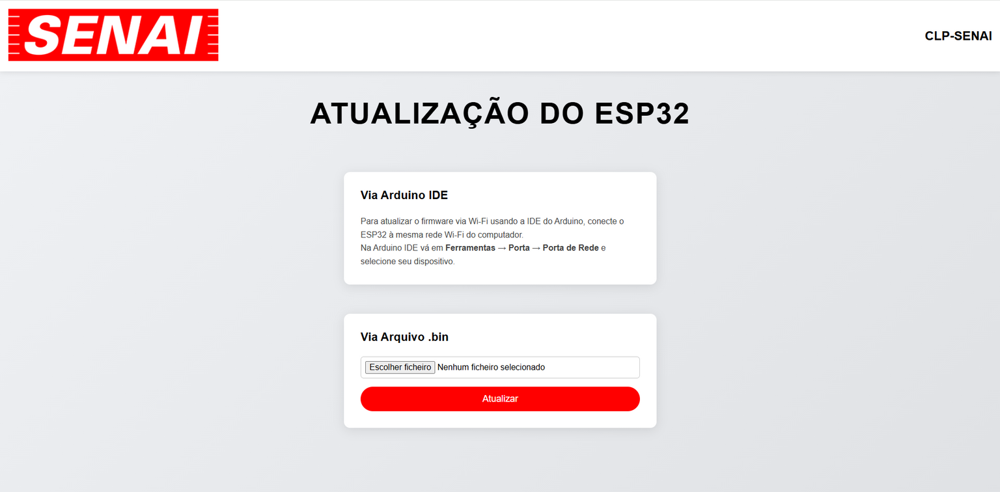 SENAI
CLP-SENAI
ATUALIZAÇÃO DO ESP32
Via Arduino IDE
Para atualizar o firmware via Wi-Fi usando a IDE do Arduino, conecte o
ESP32 à mesma rede Wi-Fi do computador.
Na Arduino IDE vá em Ferramentas → Porta → Porta de Rede e
selecione seu dispositivo.
Via Arquivo .bin
Escolher ficheiro Nenhum ficheiro selecionado
Atualizar